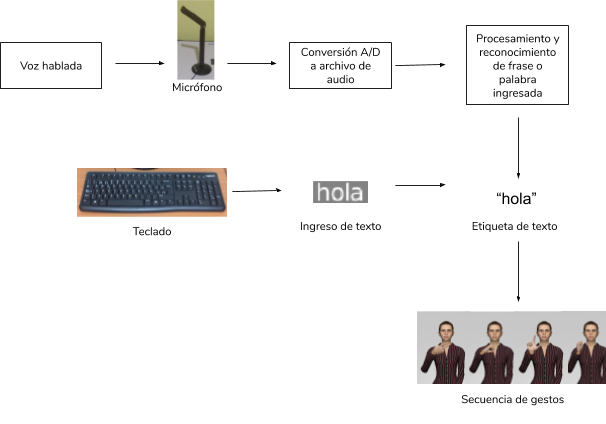 Voz hablada
Micrófono
Conversión A/D
a archivo de
audio
Procesamiento y
reconocimiento
de frase o
palabra
ingresada
Teclado
hola
Ingreso de texto
“hola”
Etiqueta de texto
Secuencia de gestos